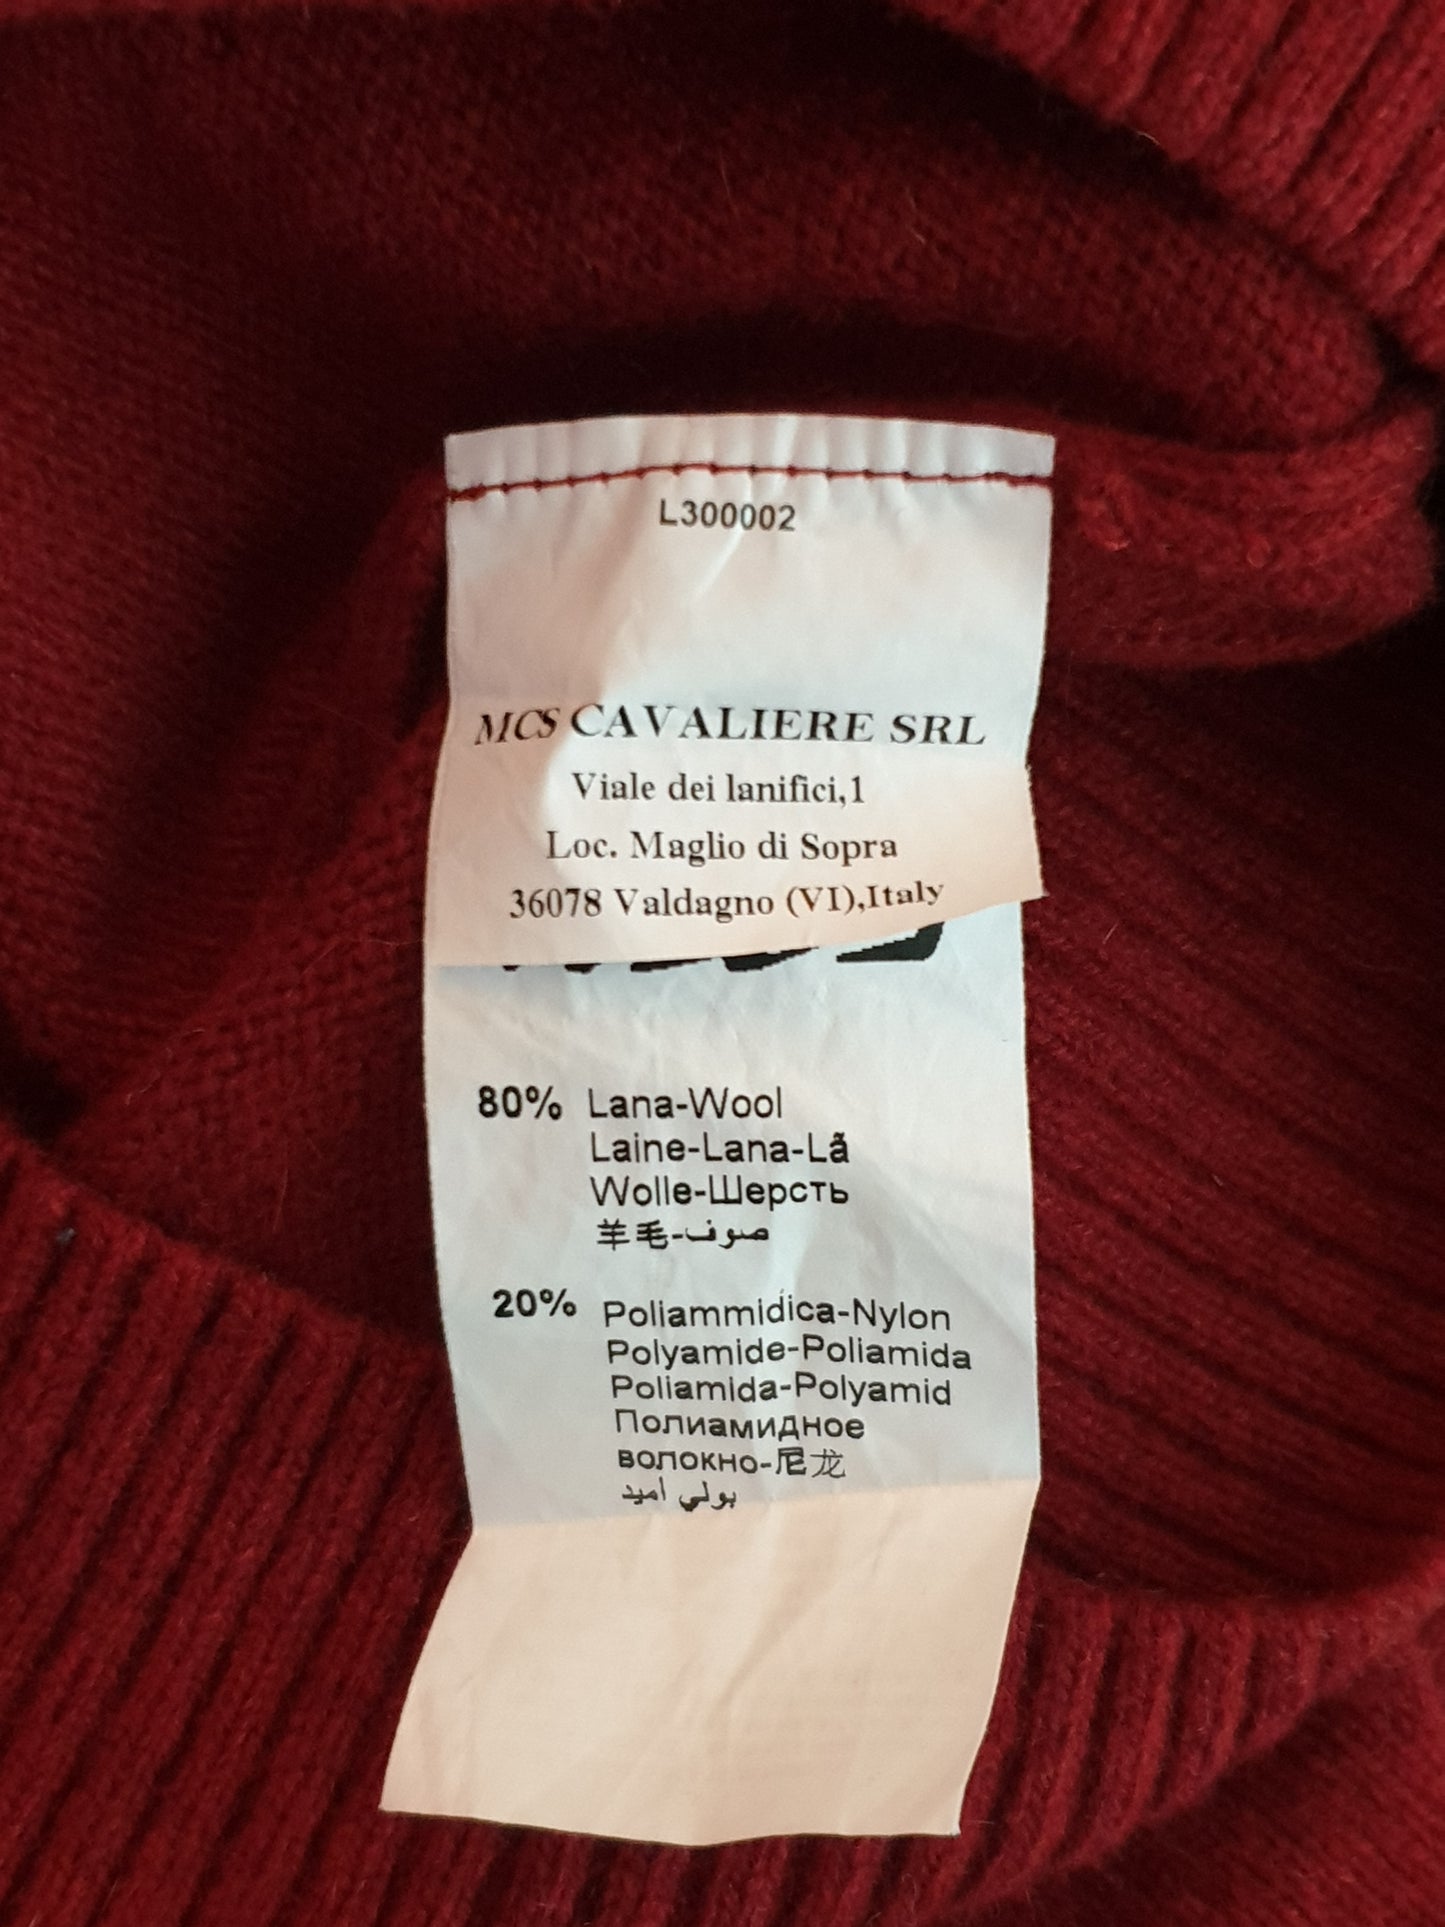 L300002
MCS CAVALIERE SRL
Viale dei lanifici,1
Loc. Maglio di Sopra
36078 Valdagno (VI),Italy
80% Lana-Wool
Laine-Lana-Lã
Wolle-Шерсть
羊毛-صوف
20% Poliammidica-Nylon
Polyamide-Poliamida
Poliamida-Polyamid
Полиамидное
волокно-尼龙
بولي اميد